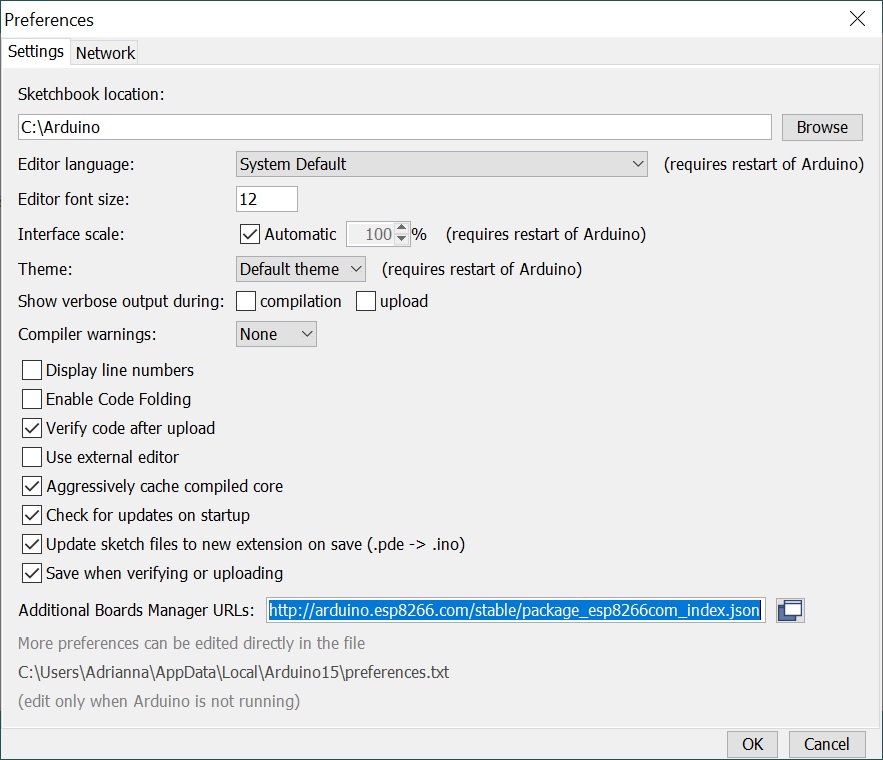 Preferences
Settings Network
Sketchbook location:
C:\Arduino Browse
Editor language: System Default (requires restart of Arduino)
Editor font size: 12
Interface scale: Automatic 100 % (requires restart of Arduino)
Theme: Default theme (requires restart of Arduino)
Show verbose output during: compilation upload
Compiler warnings: None
Display line numbers
Enable Code Folding
Verify code after upload
Use external editor
Aggressively cache compiled core
Check for updates on startup
Update sketch files to new extension on save (.pde -> .ino)
Save when verifying or uploading
Additional Boards Manager URLs: http://arduino.esp8266.com/stable/package_esp8266com_index.json
More preferences can be edited directly in the file
C:\Users\Adrianna\AppData\Local\Arduino15\preferences.txt
(edit only when Arduino is not running)
OK Cancel